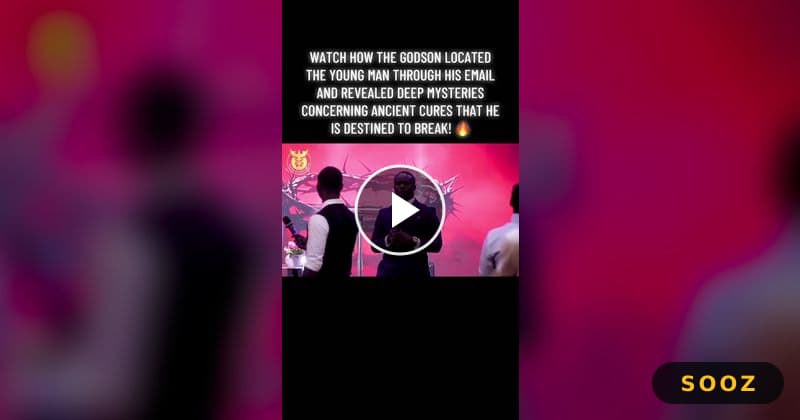 WATCH HOW THE GODSON LOCATED
THE YOUNG MAN THROUGH HIS EMAIL
AND REVEALED DEEP MYSTERIES
CONCERNING ANCIENT CURES THAT HE
IS DESTINED TO BREAK! 🔥
SOOZ